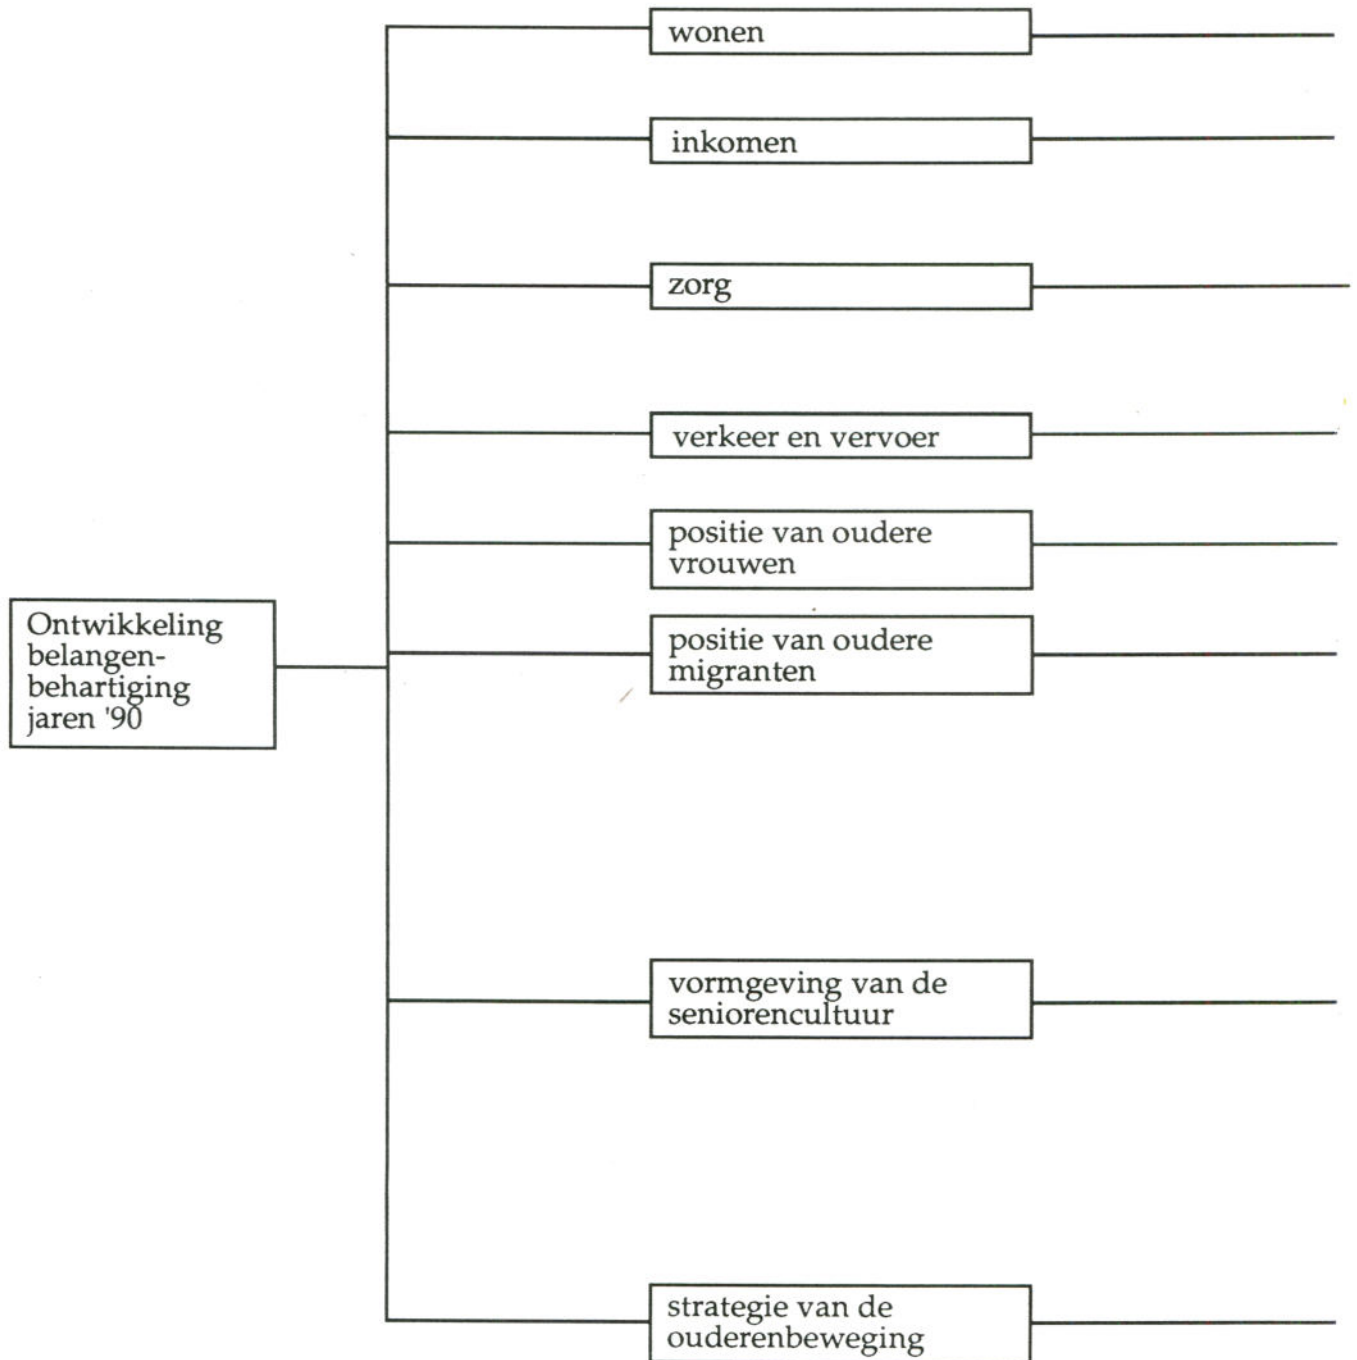 wonen
inkomen
zorg
verkeer en vervoer
positie van oudere
vrouwen
Ontwikkeling
belangen-
behartiging
jaren '90
positie van oudere
migranten
vormgeving van de
seniorencultuur
strategie van de
ouderenbeweging